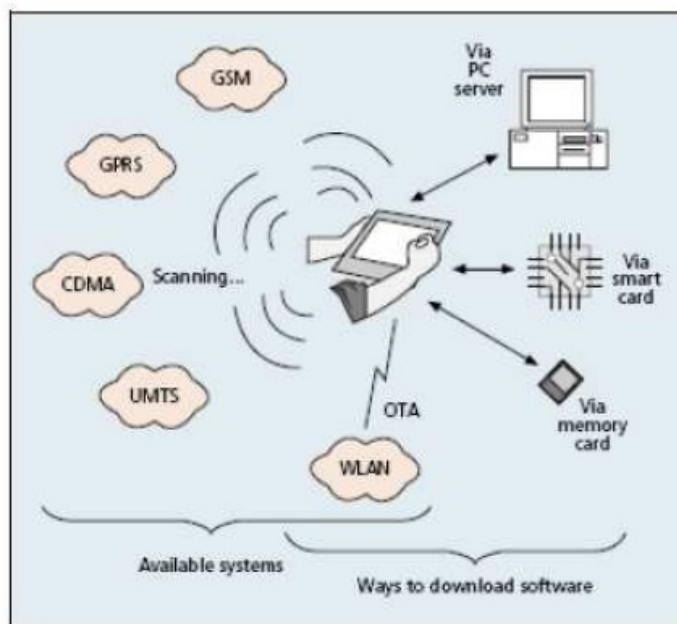 GSM
GPRS
CDMA
Scanning...
UMTS
OTA
WLAN
Via
PC
server
Via
smart
card
Via
memory
card
Available systems
Ways to download software